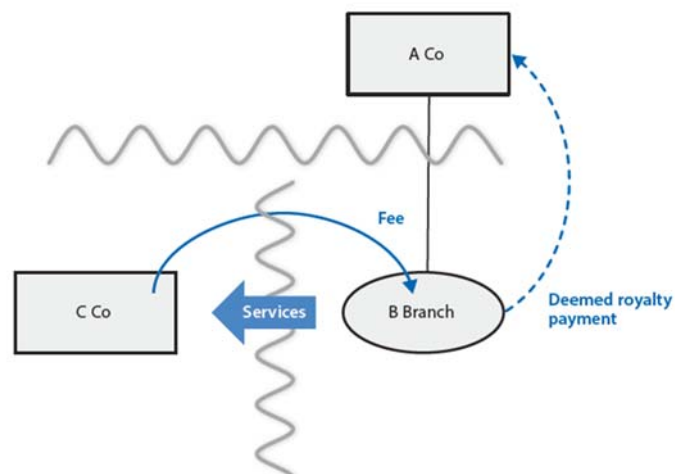 A Co
Fee
C Co
Services
B Branch
Deemed royalty
payment